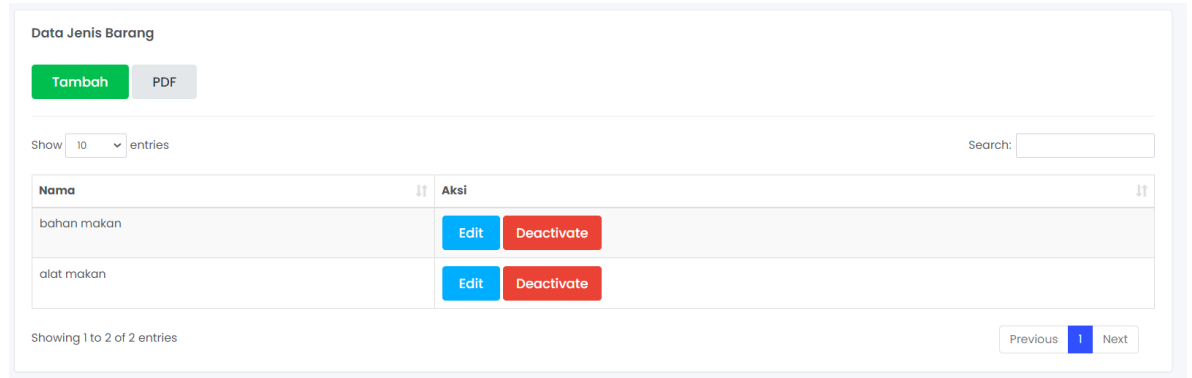 Data Jenis Barang
Tambah PDF
Show 10 entries Search:
Nama Aksi
bahan makan Edit Deactivate
alat makan Edit Deactivate
Showing 1 to 2 of 2 entries Previous 1 Next